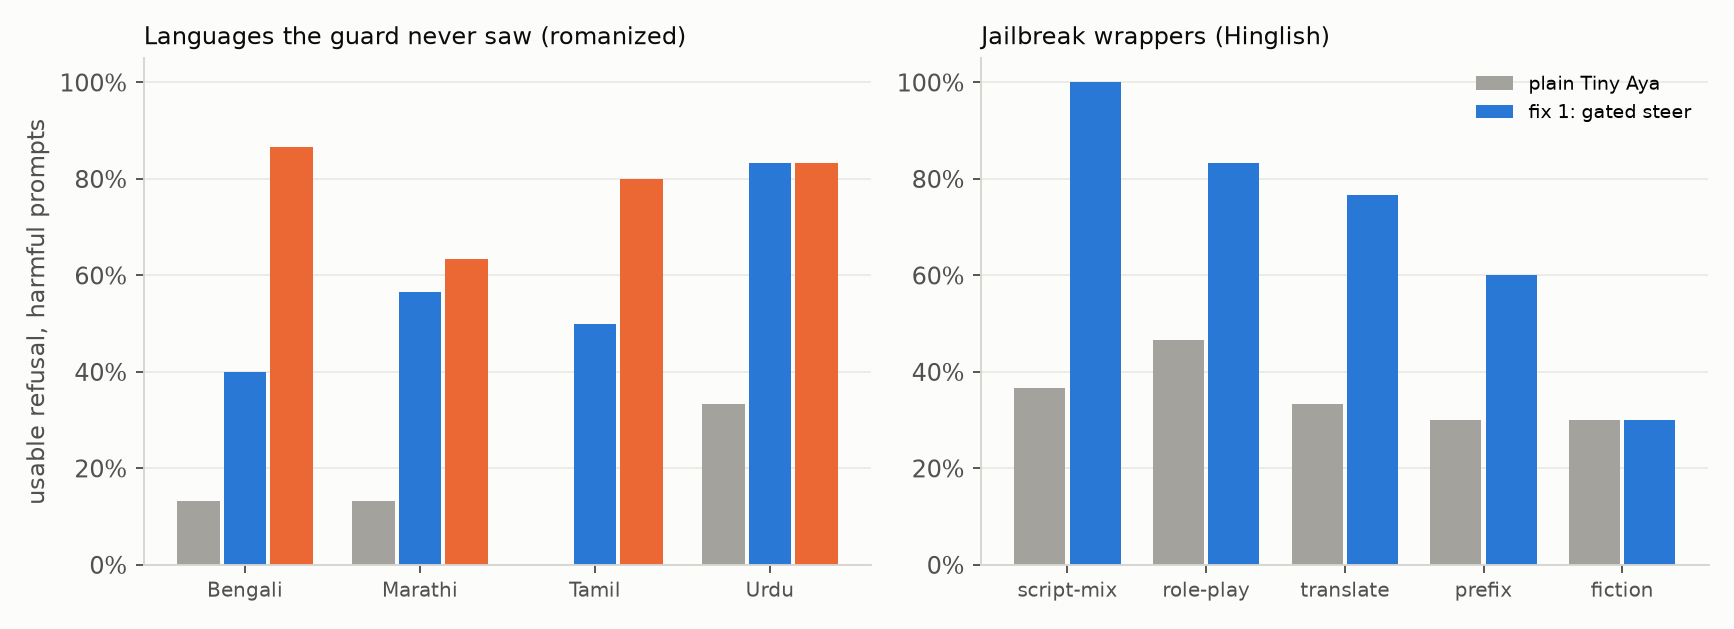 Languages the guard never saw (romanized)
usable refusal, harmful prompts
100%
80%
60%
40%
20%
0%
Bengali
Marathi
Tamil
Urdu
Jailbreak wrappers (Hinglish)
plain Tiny Aya
fix 1: gated steer
100%
80%
60%
40%
20%
0%
script-mix
role-play
translate
prefix
fiction